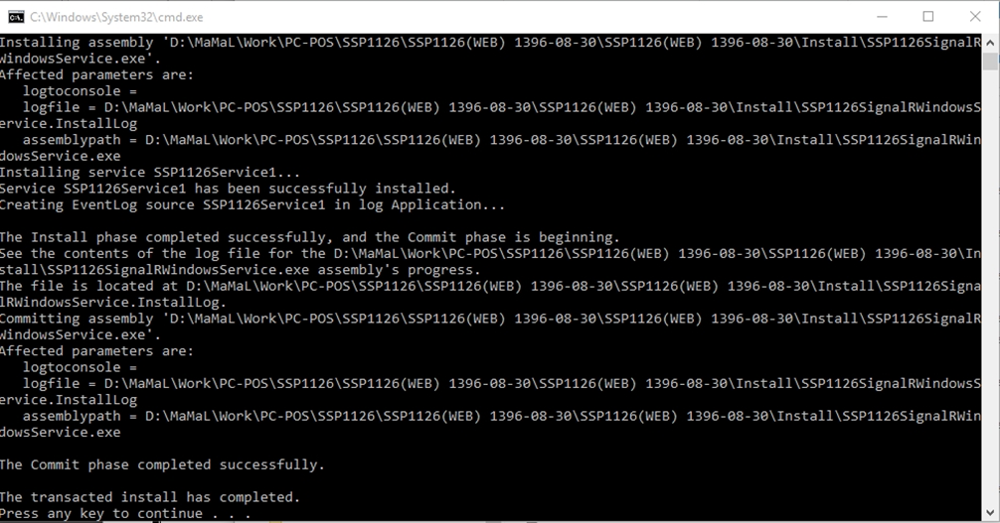 C:\Windows\System32\cmd.exe
Installing assembly 'D:\MaMaL\Work\PC-POS\SSP1126\SSP1126(WEB) 1396-08-30\SSP1126(WEB) 1396-08-30\Install\SSP1126SignalR
WindowsService.exe'.
Affected parameters are:
   logtoconsole =
   logfile = D:\MaMaL\Work\PC-POS\SSP1126\SSP1126(WEB) 1396-08-30\SSP1126(WEB) 1396-08-30\Install\SSP1126SignalRWindowsS
ervice.InstallLog
   assemblypath = D:\MaMaL\Work\PC-POS\SSP1126\SSP1126(WEB) 1396-08-30\SSP1126(WEB) 1396-08-30\Install\SSP1126SignalRWin
dowsService.exe
Installing service SSP1126Service1...
Service SSP1126Service1 has been successfully installed.
Creating EventLog source SSP1126Service1 in log Application...
The Install phase completed successfully, and the Commit phase is beginning.
See the contents of the log file for the D:\MaMaL\Work\PC-POS\SSP1126\SSP1126(WEB) 1396-08-30\SSP1126(WEB) 1396-08-30\In
stall\SSP1126SignalRWindowsService.exe assembly's progress.
The file is located at D:\MaMaL\Work\PC-POS\SSP1126\SSP1126(WEB) 1396-08-30\SSP1126(WEB) 1396-08-30\Install\SSP1126Signa
lRWindowsService.InstallLog.
Committing assembly 'D:\MaMaL\Work\PC-POS\SSP1126\SSP1126(WEB) 1396-08-30\SSP1126(WEB) 1396-08-30\Install\SSP1126SignalR
WindowsService.exe'.
Affected parameters are:
   logtoconsole =
   logfile = D:\MaMaL\Work\PC-POS\SSP1126\SSP1126(WEB) 1396-08-30\SSP1126(WEB) 1396-08-30\Install\SSP1126SignalRWindowsS
ervice.InstallLog
   assemblypath = D:\MaMaL\Work\PC-POS\SSP1126\SSP1126(WEB) 1396-08-30\SSP1126(WEB) 1396-08-30\Install\SSP1126SignalRWin
dowsService.exe
The Commit phase completed successfully.
The transacted install has completed.
Press any key to continue . . .